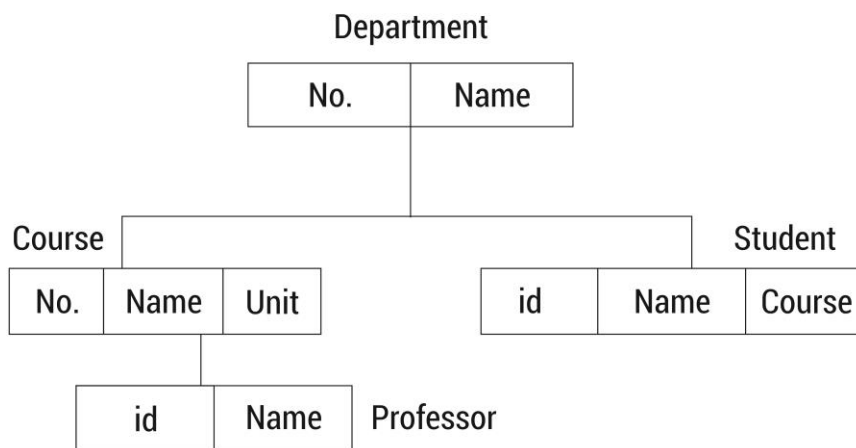 Department
No. Name
Course Student
No. Name Unit id Name Course
id Name Professor